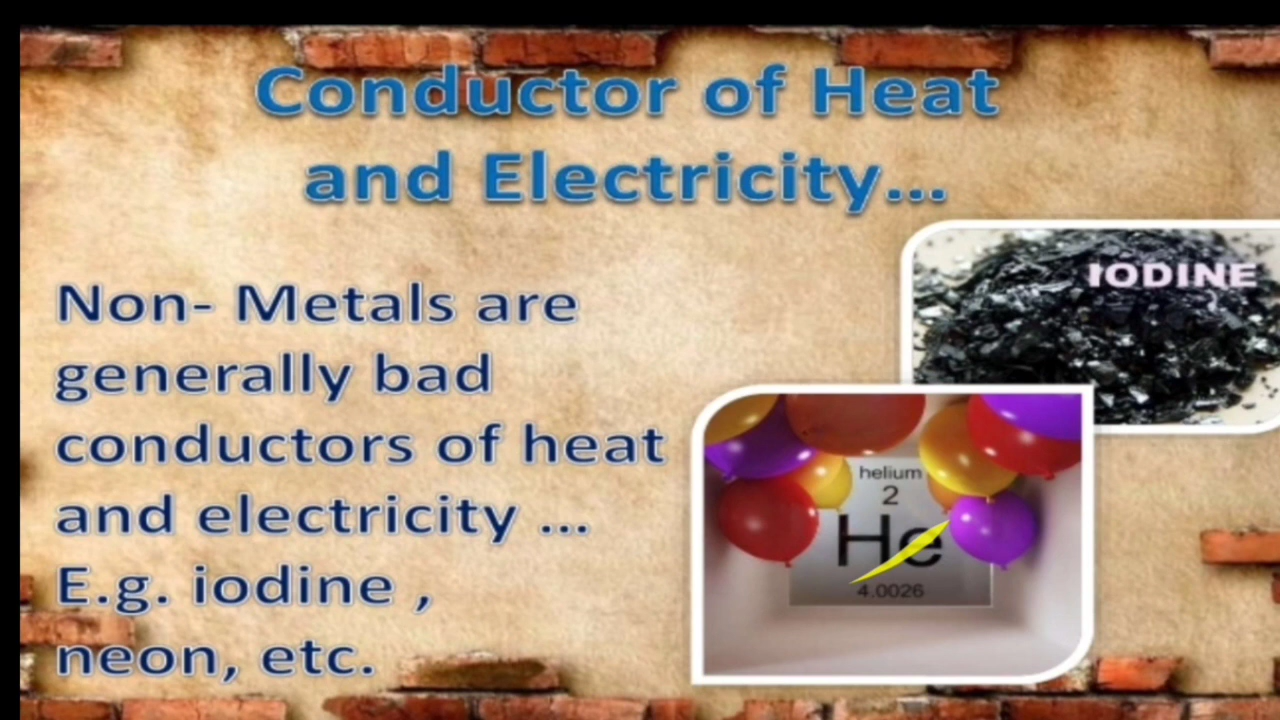 Conductor of Heat
and Electricity...
Non- Metals are
generally bad
conductors of heat
and electricity ...
E.g. iodine ,
neon, etc.
IODINE
helium
2
He
4.0026